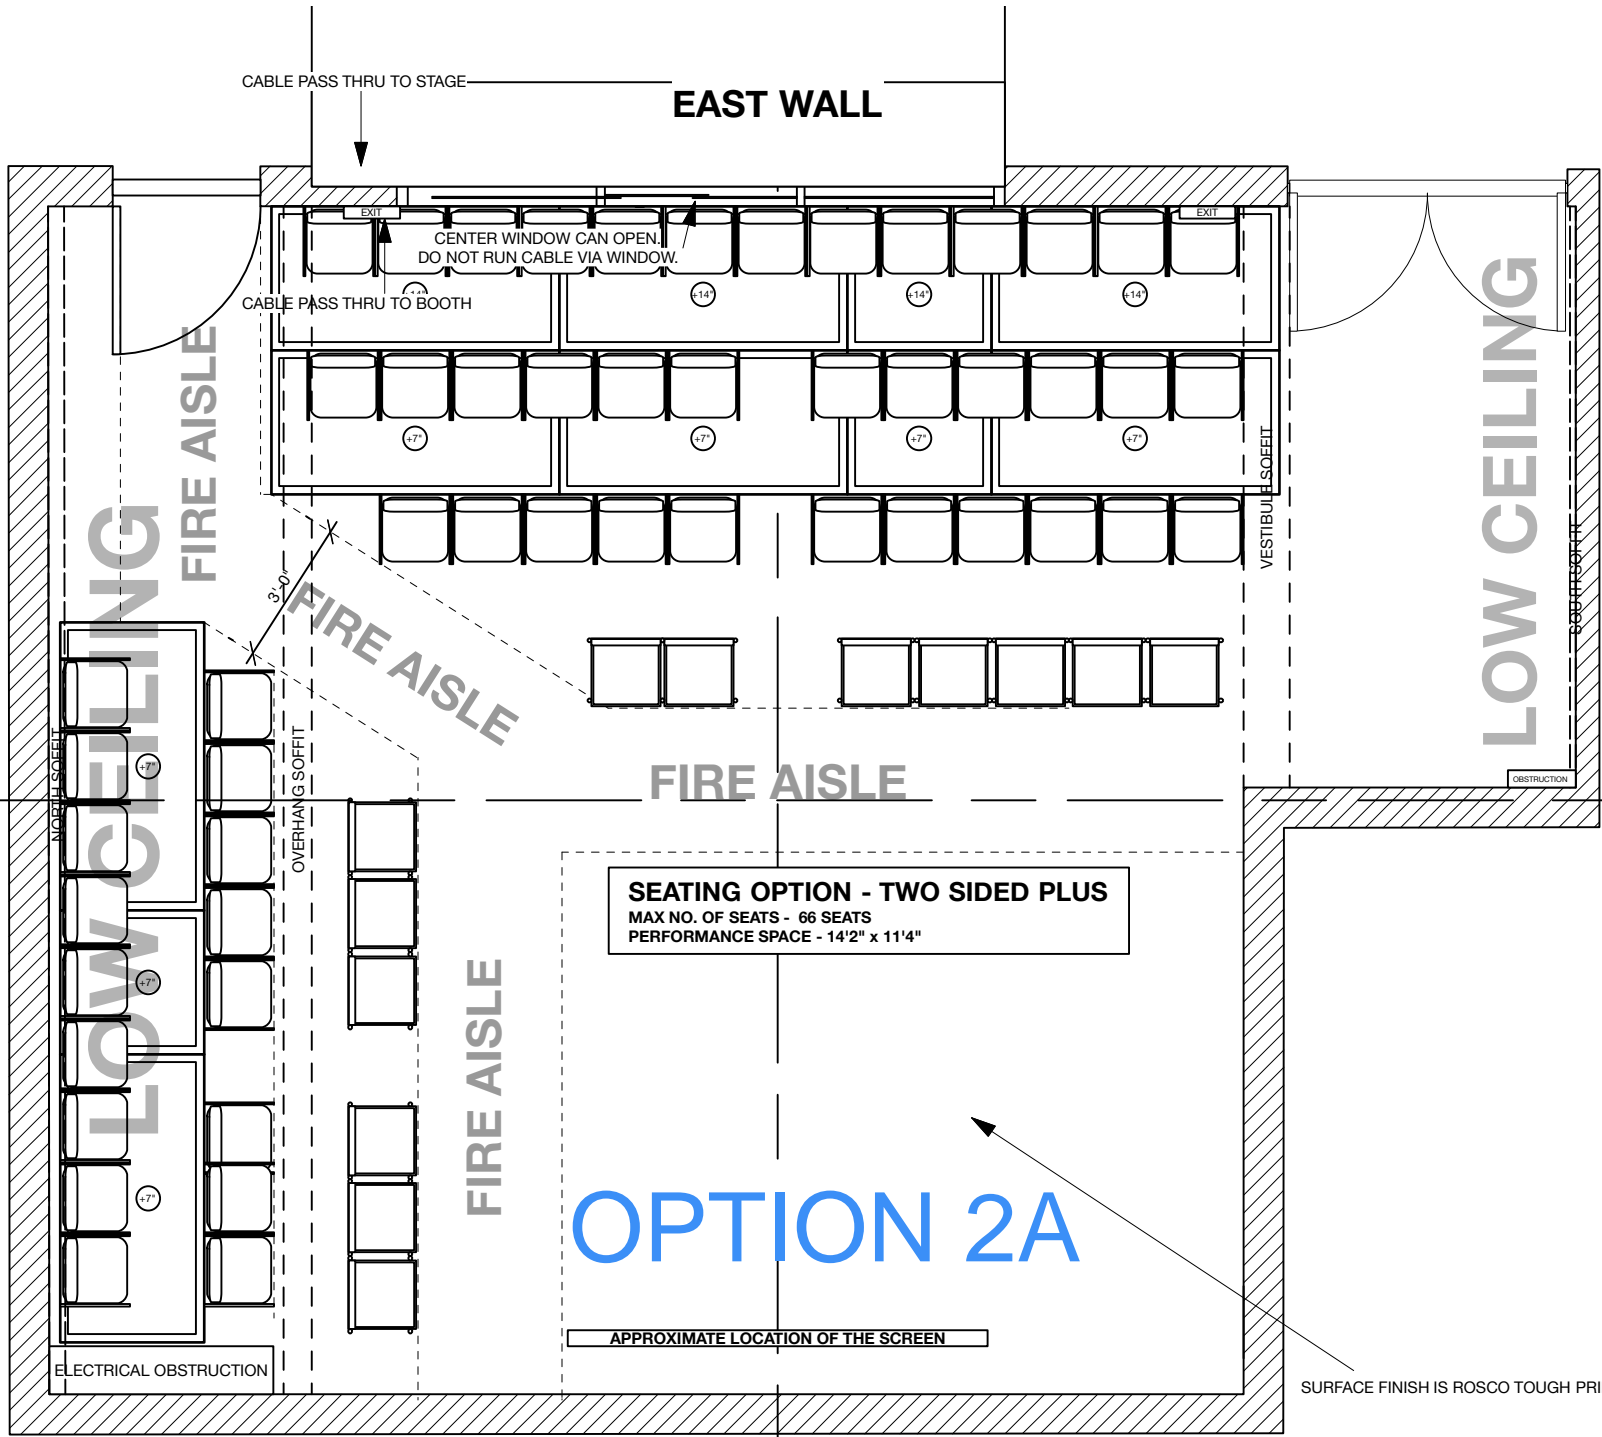 CABLE PASS THRU TO STAGE
EAST WALL
EXIT
EXIT
CENTER WINDOW CAN OPEN.
DO NOT RUN CABLE VIA WINDOW.
CABLE PASS THRU TO BOOTH
+14"
+14"
+14"
+14"
+7"
+7"
+7"
+7"
FIRE AISLE
LOW CEILING
VESTIBULE SOFFIT
LOW CEILING
SOUTH SOFFIT
3'-0"
FIRE AISLE
FIRE AISLE
NORTH SOFFIT
OVERHANG SOFFIT
OBSTRUCTION
+7"
+7"
+7"
SEATING OPTION - TWO SIDED PLUS
MAX NO. OF SEATS - 66 SEATS
PERFORMANCE SPACE - 14'2" x 11'4"
FIRE AISLE
OPTION 2A
APPROXIMATE LOCATION OF THE SCREEN
ELECTRICAL OBSTRUCTION
SURFACE FINISH IS ROSCO TOUGH PRI